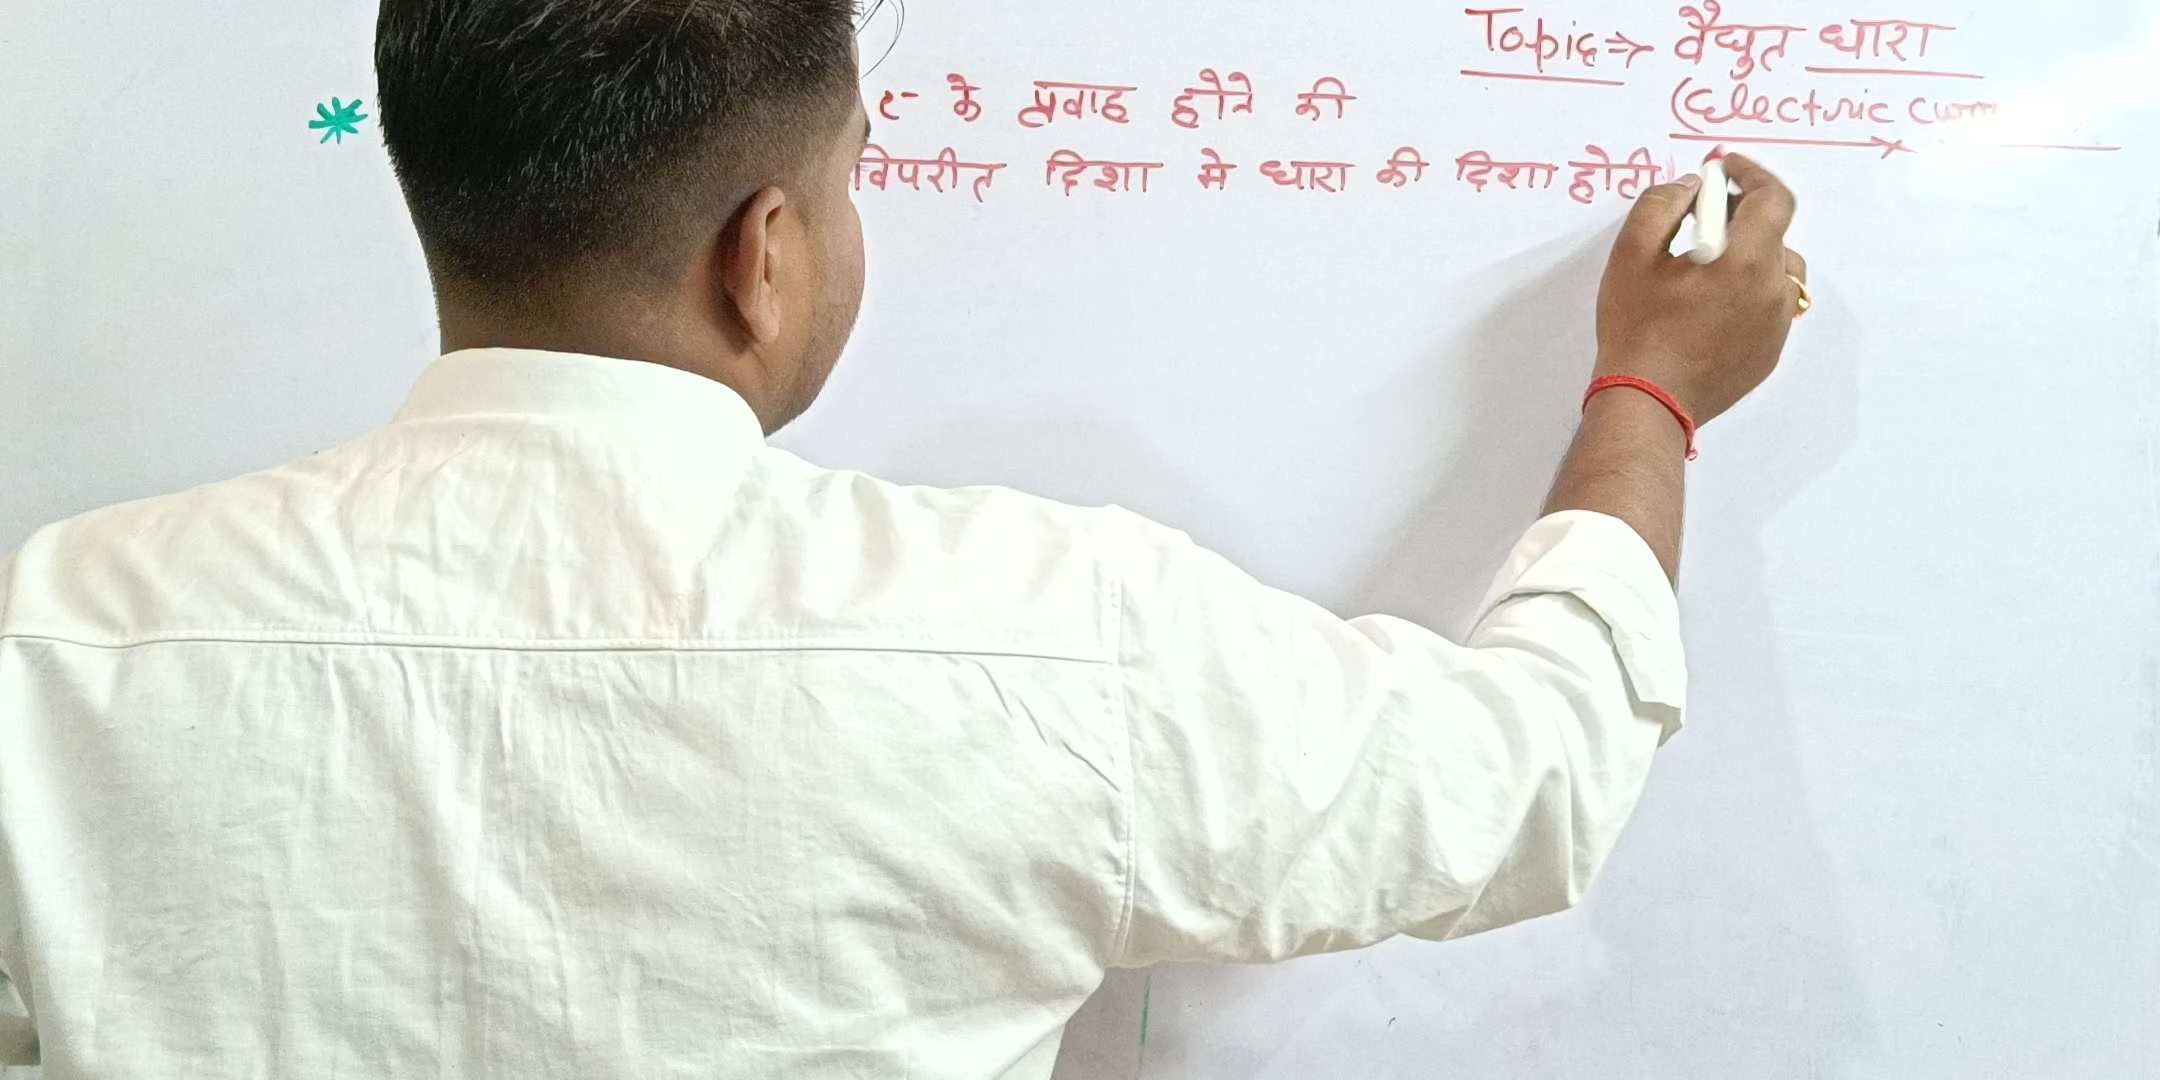 Topic ⇒ वैद्युत धारा
(Electric
* e- के प्रवाह होने की
विपरीत दिशा मे धारा की दिशा होती